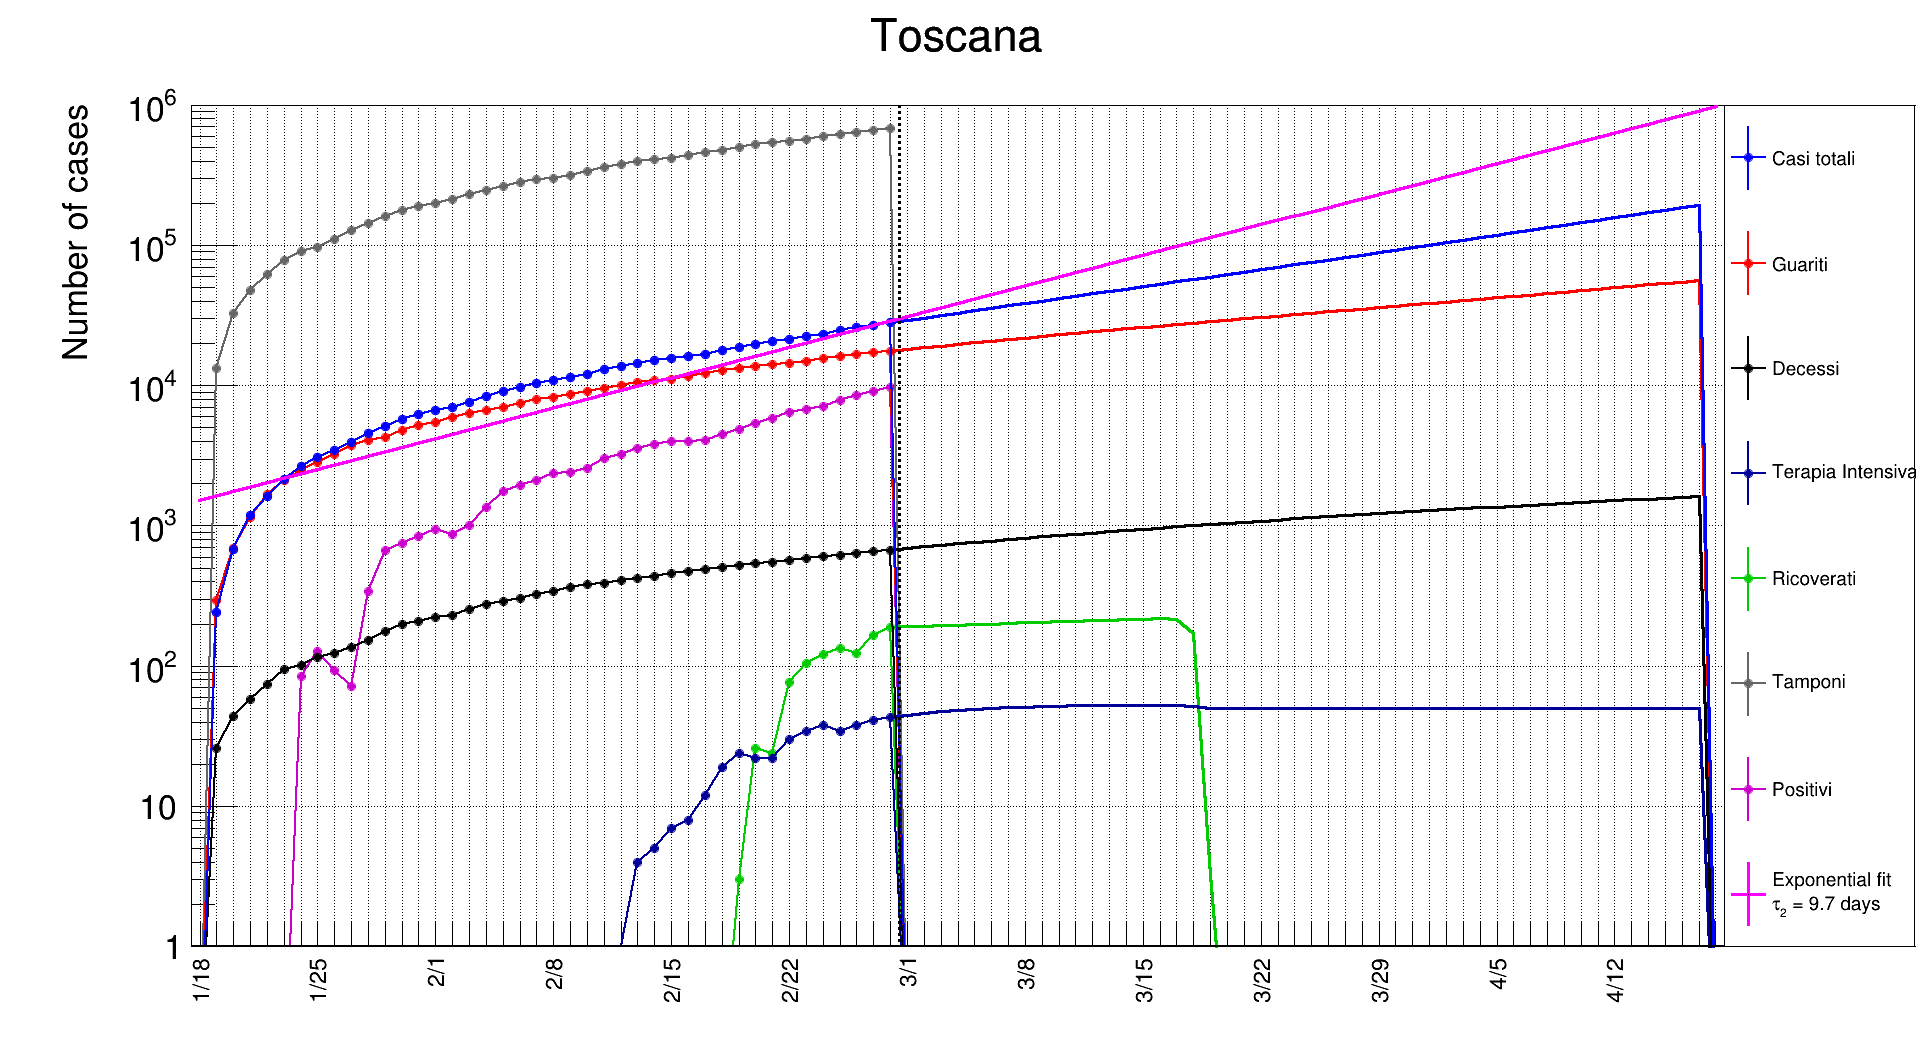 Toscana
Number of cases
10^6
10^5
10^4
10^3
10^2
10
1
1/18
1/25
2/1
2/8
2/15
2/22
3/1
3/8
3/15
3/22
3/29
4/5
4/12
Casi totali
Guariti
Decessi
Terapia Intensiva
Ricoverati
Tamponi
Positivi
Exponential fit
τ₂ = 9.7 days